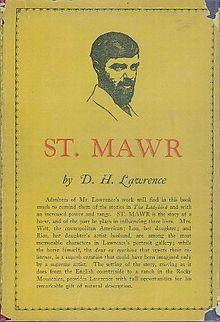 ST. MAWR
by D. H. Lawrence
Admirers of Mr. Lawrence's work will find in this book
much to remind them of the stories in The Ladybird and with
an increased power and range. ST. MAWR is the story of a
horse, and of the part he plays in influencing three lives. Mrs.
Witt, the cosmopolitan American; Lou, her daughter; and
Rico, her daughter's artist husband, are among the most
memorable characters in Lawrence's portrait gallery; while
the horse himself, the deus ex machina that upsets their ex-
istence, is a equine creation that could have been imagined only
by a supreme artist. The setting of the story, moving as it
does from the English countryside to a ranch in the Rocky
Mountains, provides Lawrence with full opportunities for his
remarkable gift of natural description.